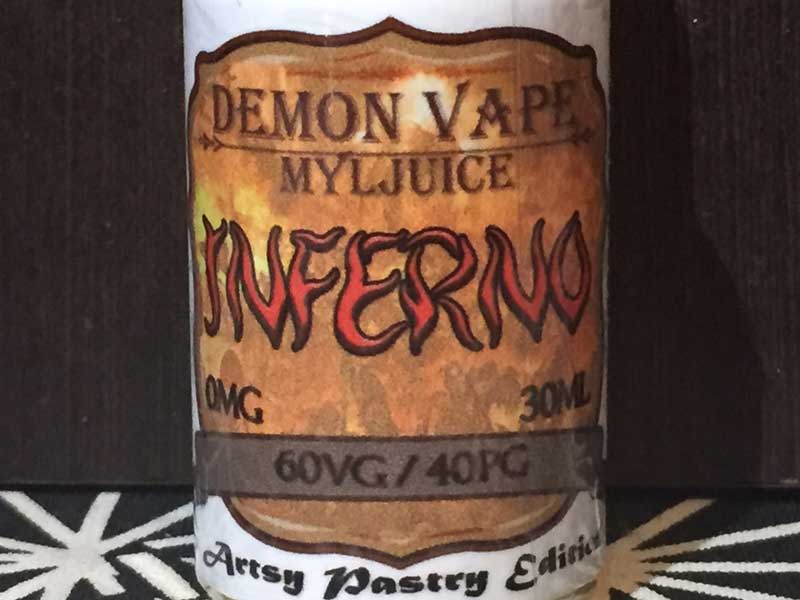 DEMON VAPE
MYLJUICE
INFERNO
0MG 30ML
60VG / 40PG
Artsy Pastry Edition